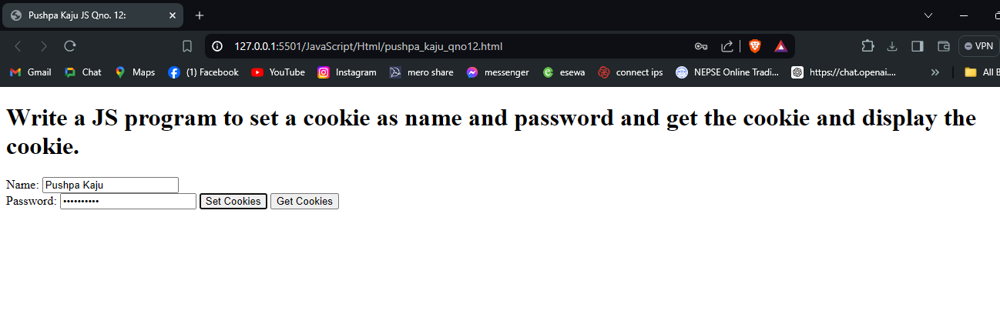 Pushpa Kaju JS Qno. 12:
127.0.0.1:5501/JavaScript/Html/pushpa_kaju_qno12.html
VPN
Gmail Chat Maps (1) Facebook YouTube Instagram mero share messenger esewa connect ips NEPSE Online Tradi... https://chat.openai.... » All B
Write a JS program to set a cookie as name and password and get the cookie and display the
cookie.
Name: Pushpa Kaju
Password: •••••••••• Set Cookies Get Cookies